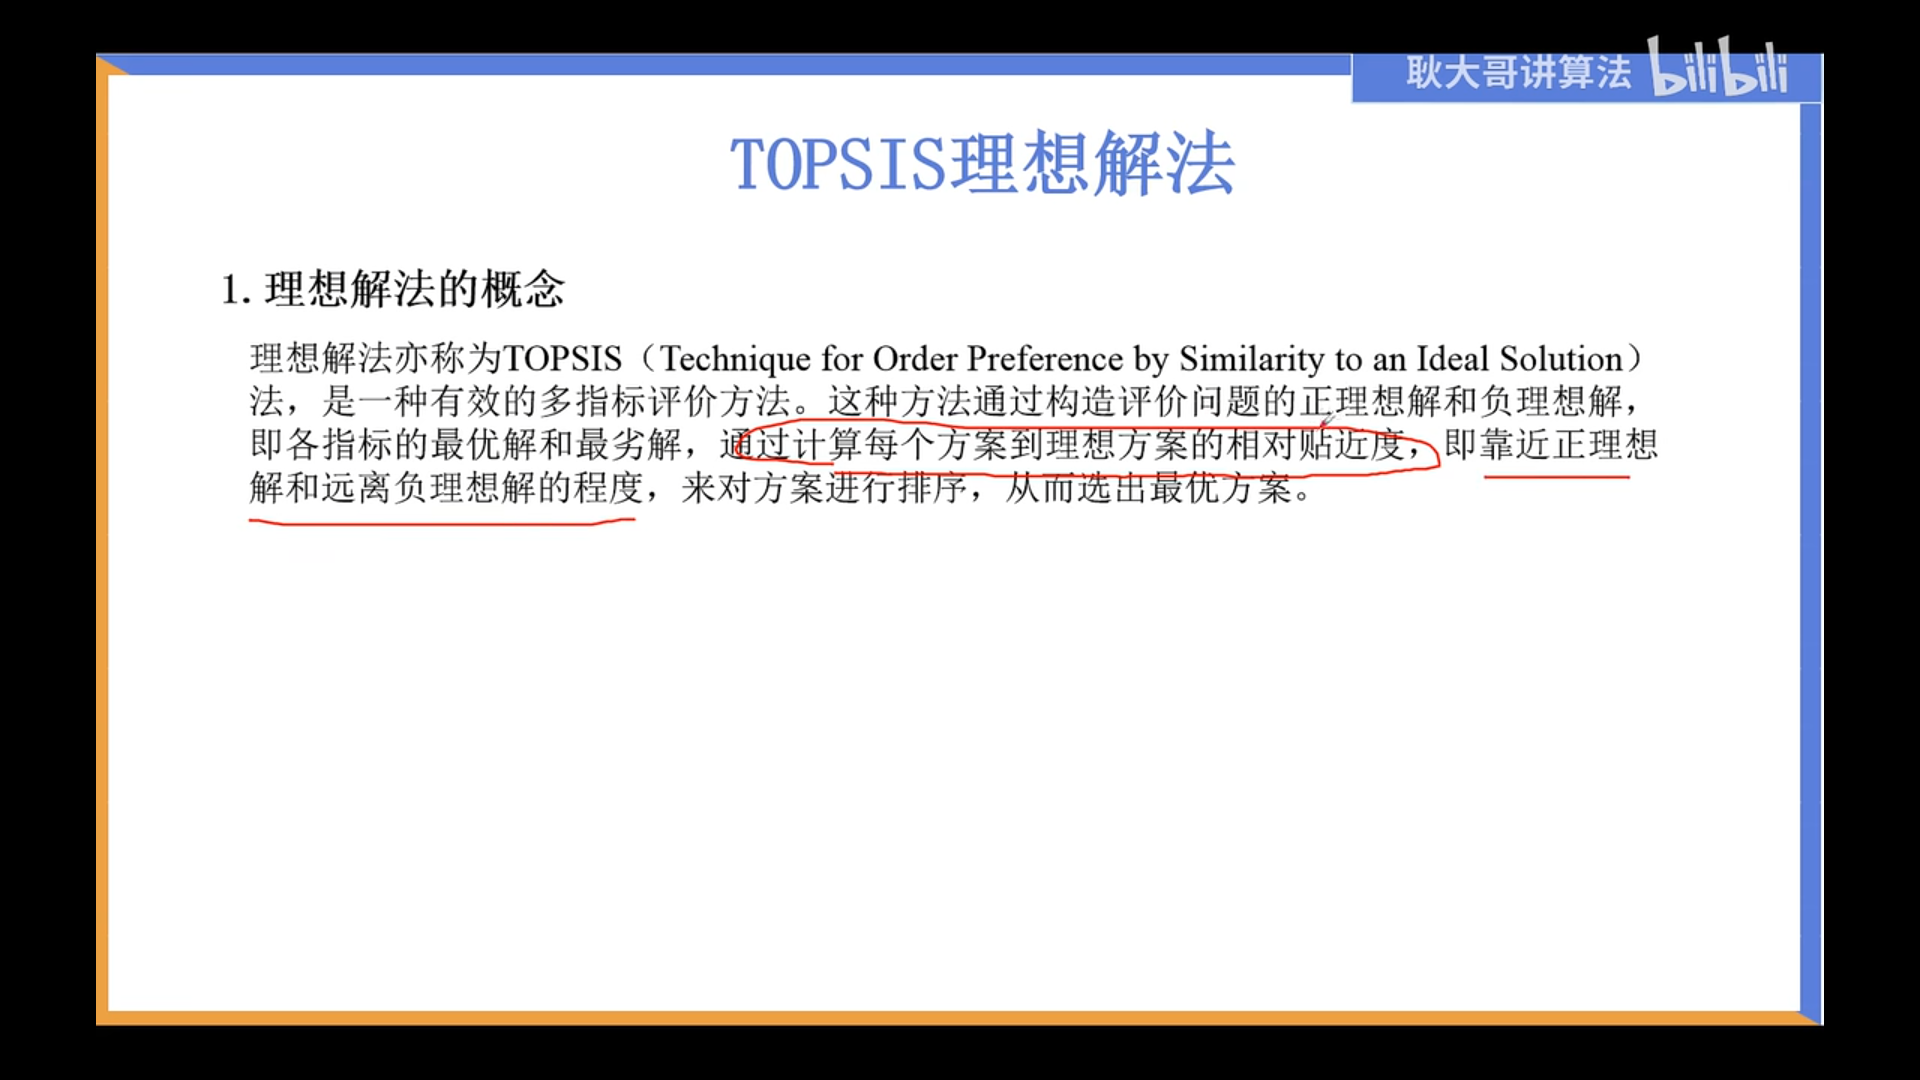 耿大哥讲算法 bilibili
TOPSIS理想解法
1. 理想解法的概念
理想解法亦称为TOPSIS（Technique for Order Preference by Similarity to an Ideal Solution）
法，是一种有效的多指标评价方法。这种方法通过构造评价问题的正理想解和负理想解，
即各指标的最优解和最劣解，通过计算每个方案到理想方案的相对贴近度，即靠近正理想
解和远离负理想解的程度，来对方案进行排序，从而选出最优方案。